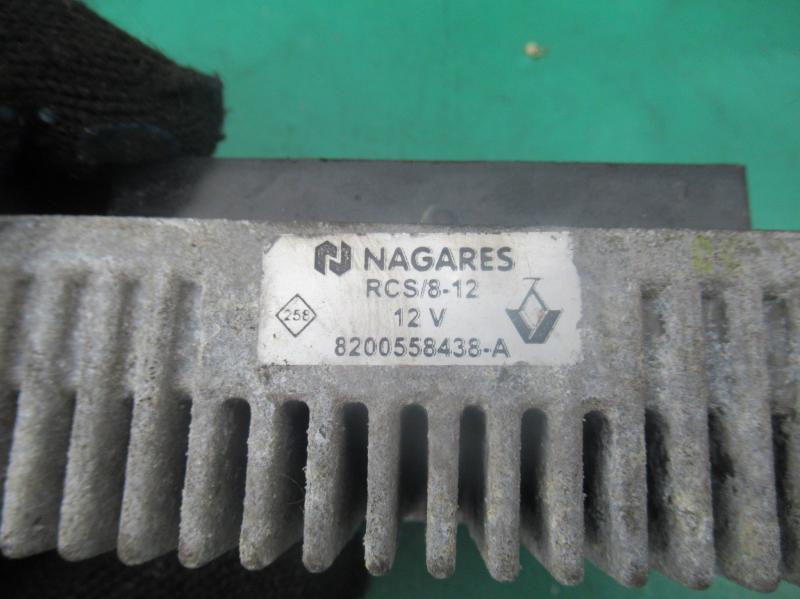 NAGARES
RCS/8-12
258
12 V
8200558438-A